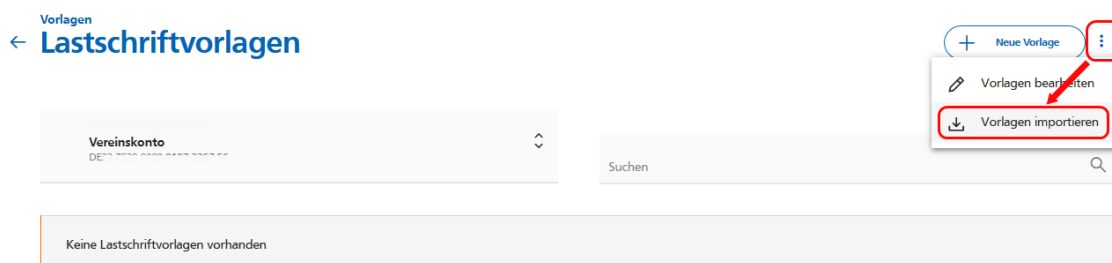 Vorlagen
Lastschriftvorlagen
Neue Vorlage
Vorlagen bearbeiten
Vorlagen importieren
Vereinskonto
Suchen
Keine Lastschriftvorlagen vorhanden